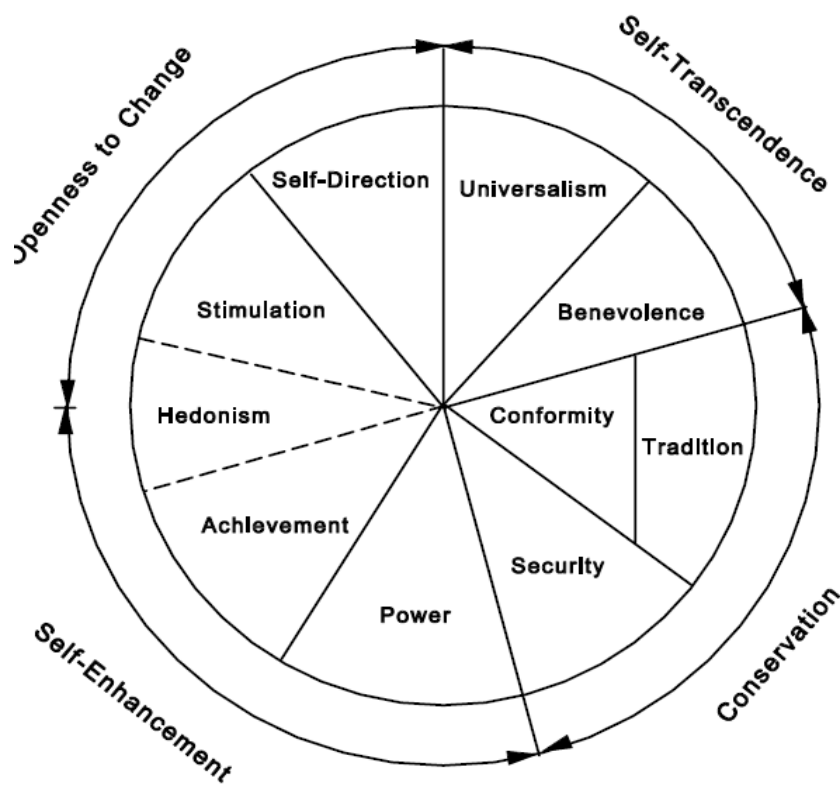 Openness to Change
Self-Transcendence
Self-Direction
Universalism
Stimulation
Benevolence
Hedonism
Conformity
Tradition
Achievement
Security
Power
Self-Enhancement
Conservation